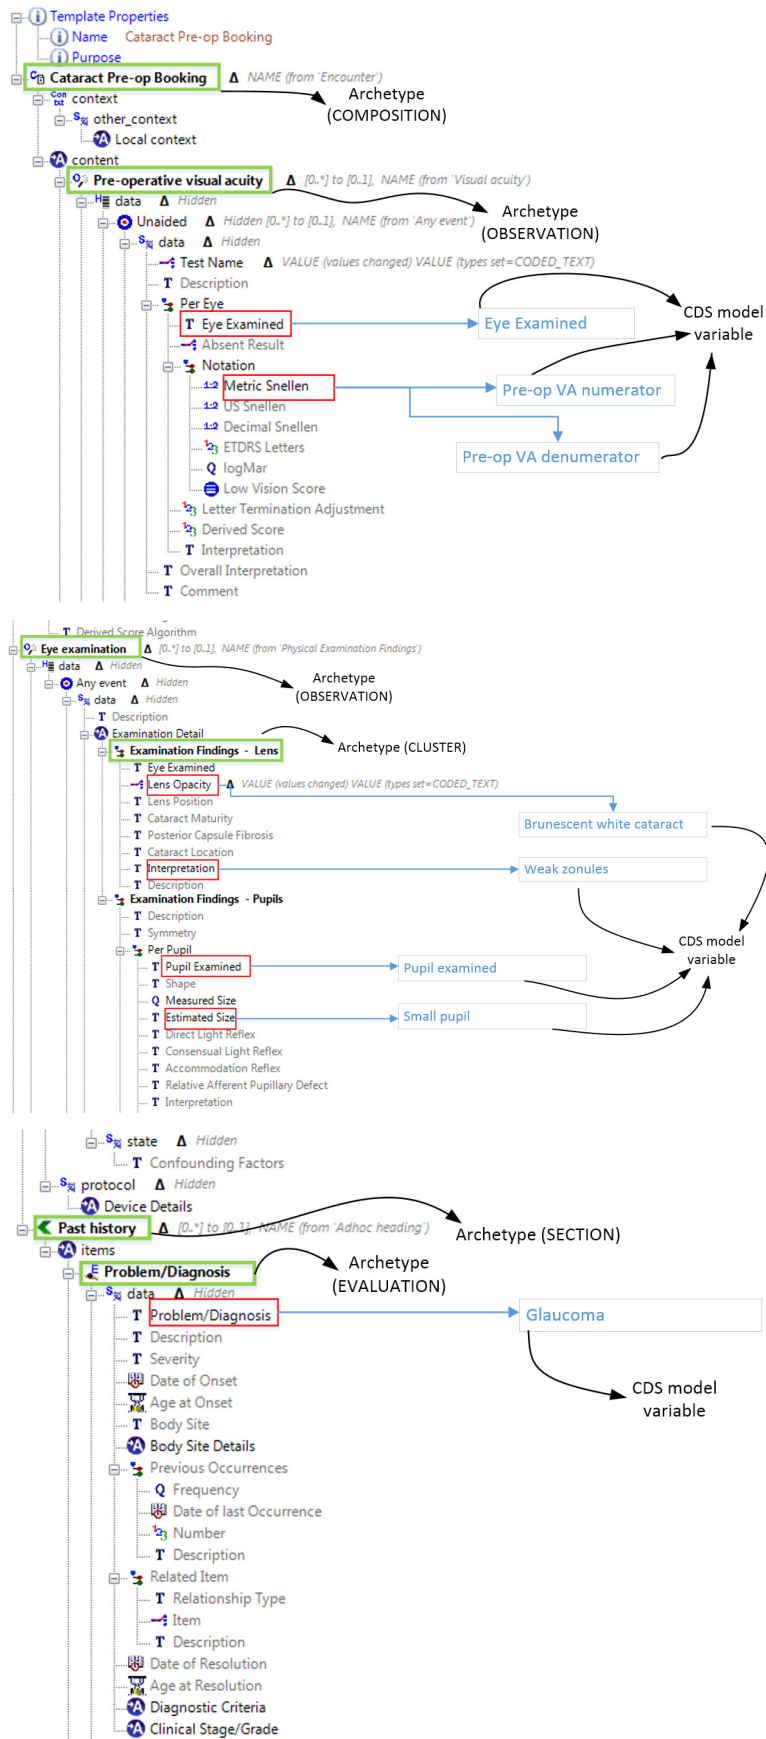 Template Properties
Name Cataract Pre-op Booking
Purpose
Cataract Pre-op Booking Δ NAME (from 'Encounter')
context
Archetype
(COMPOSITION)
other_context
Local context
content
Pre-operative visual acuity Δ [0..*] to [0..1], NAME (from 'Visual acuity')
data Δ Hidden
Archetype
(OBSERVATION)
Unaided Δ Hidden [0..*] to [0..1], NAME (from 'Any event')
data Δ Hidden
Test Name Δ VALUE (values changed) VALUE (types set=CODED_TEXT)
T Description
Per Eye
CDS model
variable
T Eye Examined
Eye Examined
Absent Result
Notation
1:2 Metric Snellen
Pre-op VA numerator
1:2 US Snellen
1:2 Decimal Snellen
123 ETDRS Letters
Pre-op VA denumerator
Q logMar
Low Vision Score
123 Letter Termination Adjustment
123 Derived Score
T Interpretation
T Overall Interpretation
T Comment
T Derived Score Algorithm
Eye examination Δ [0..*] to [0..1], NAME (from 'Physical Examination Findings')
data Δ Hidden
Archetype
(OBSERVATION)
Any event Δ Hidden
data Δ Hidden
T Description
Examination Detail
Archetype (CLUSTER)
Examination Findings - Lens
T Eye Examined
Lens Opacity Δ VALUE (values changed) VALUE (types set=CODED_TEXT)
T Lens Position
T Cataract Maturity
Brunescent white cataract
T Posterior Capsule Fibrosis
T Cataract Location
T Interpretation
Weak zonules
T Description
Examination Findings - Pupils
T Description
T Symmetry
CDS model
variable
Per Pupil
T Pupil Examined
Pupil examined
T Shape
Q Measured Size
T Estimated Size
Small pupil
T Direct Light Reflex
T Consensual Light Reflex
T Accommodation Reflex
T Relative Afferent Pupillary Defect
T Interpretation
state Δ Hidden
T Confounding Factors
protocol Δ Hidden
Device Details
Past history Δ [0..*] to [0..1], NAME (from 'Adhoc heading')
Archetype (SECTION)
items
Problem/Diagnosis
Archetype
(EVALUATION)
data Δ Hidden
T Problem/Diagnosis
Glaucoma
T Description
T Severity
Date of Onset
CDS model
variable
Age at Onset
T Body Site
Body Site Details
Previous Occurrences
Q Frequency
Date of last Occurrence
123 Number
T Description
Related Item
T Relationship Type
Item
T Description
Date of Resolution
Age at Resolution
Diagnostic Criteria
Clinical Stage/Grade